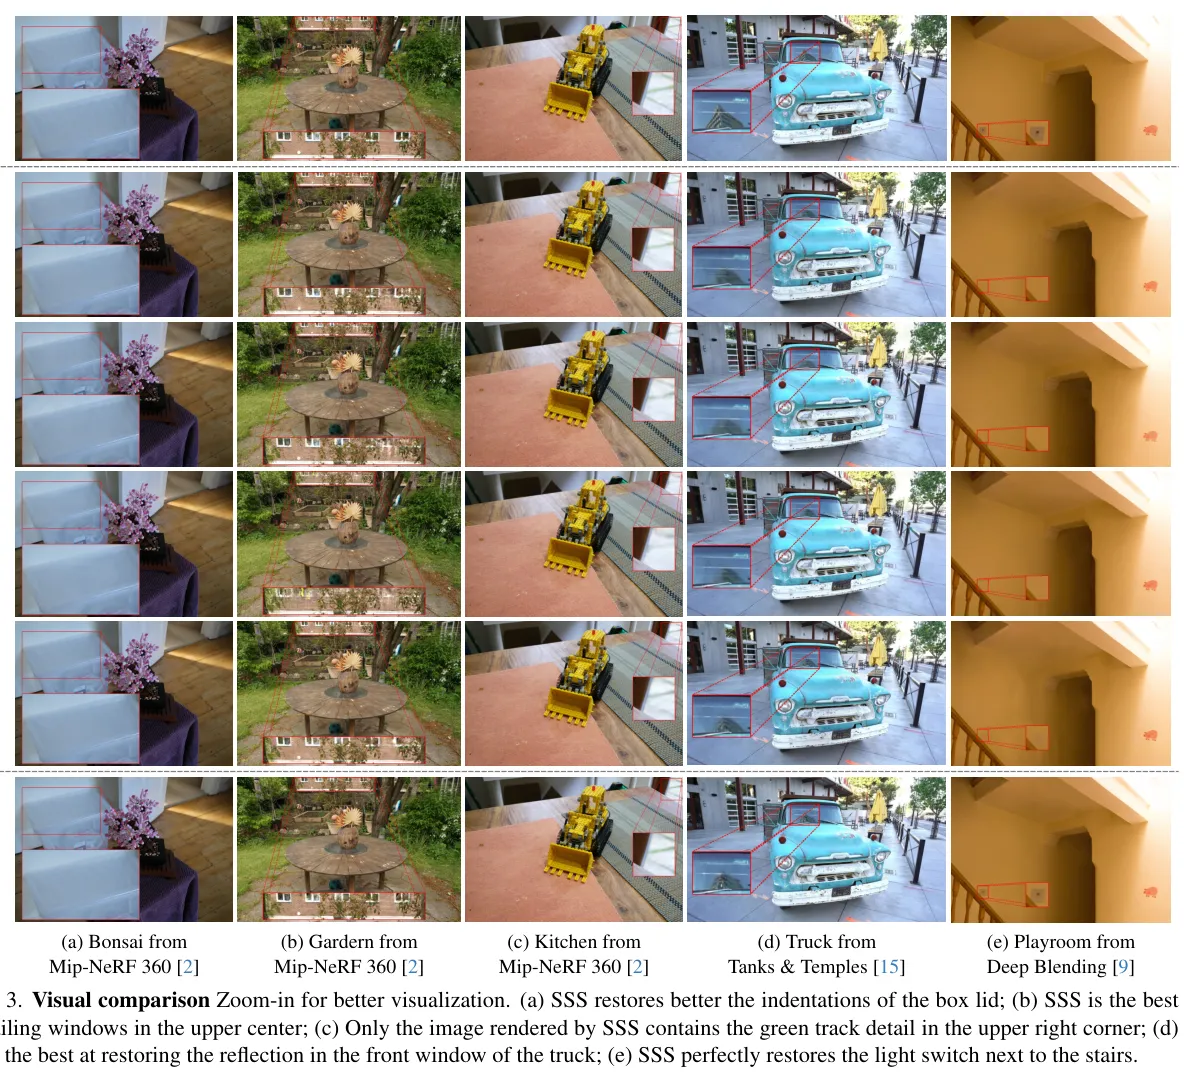 (a) Bonsai from
Mip-NeRF 360 [2]
(b) Gardern from
Mip-NeRF 360 [2]
(c) Kitchen from
Mip-NeRF 360 [2]
(d) Truck from
Tanks & Temples [15]
(e) Playroom from
Deep Blending [9]
3. Visual comparison Zoom-in for better visualization. (a) SSS restores better the indentations of the box lid; (b) SSS is the best
iling windows in the upper center; (c) Only the image rendered by SSS contains the green track detail in the upper right corner; (d)
the best at restoring the reflection in the front window of the truck; (e) SSS perfectly restores the light switch next to the stairs.